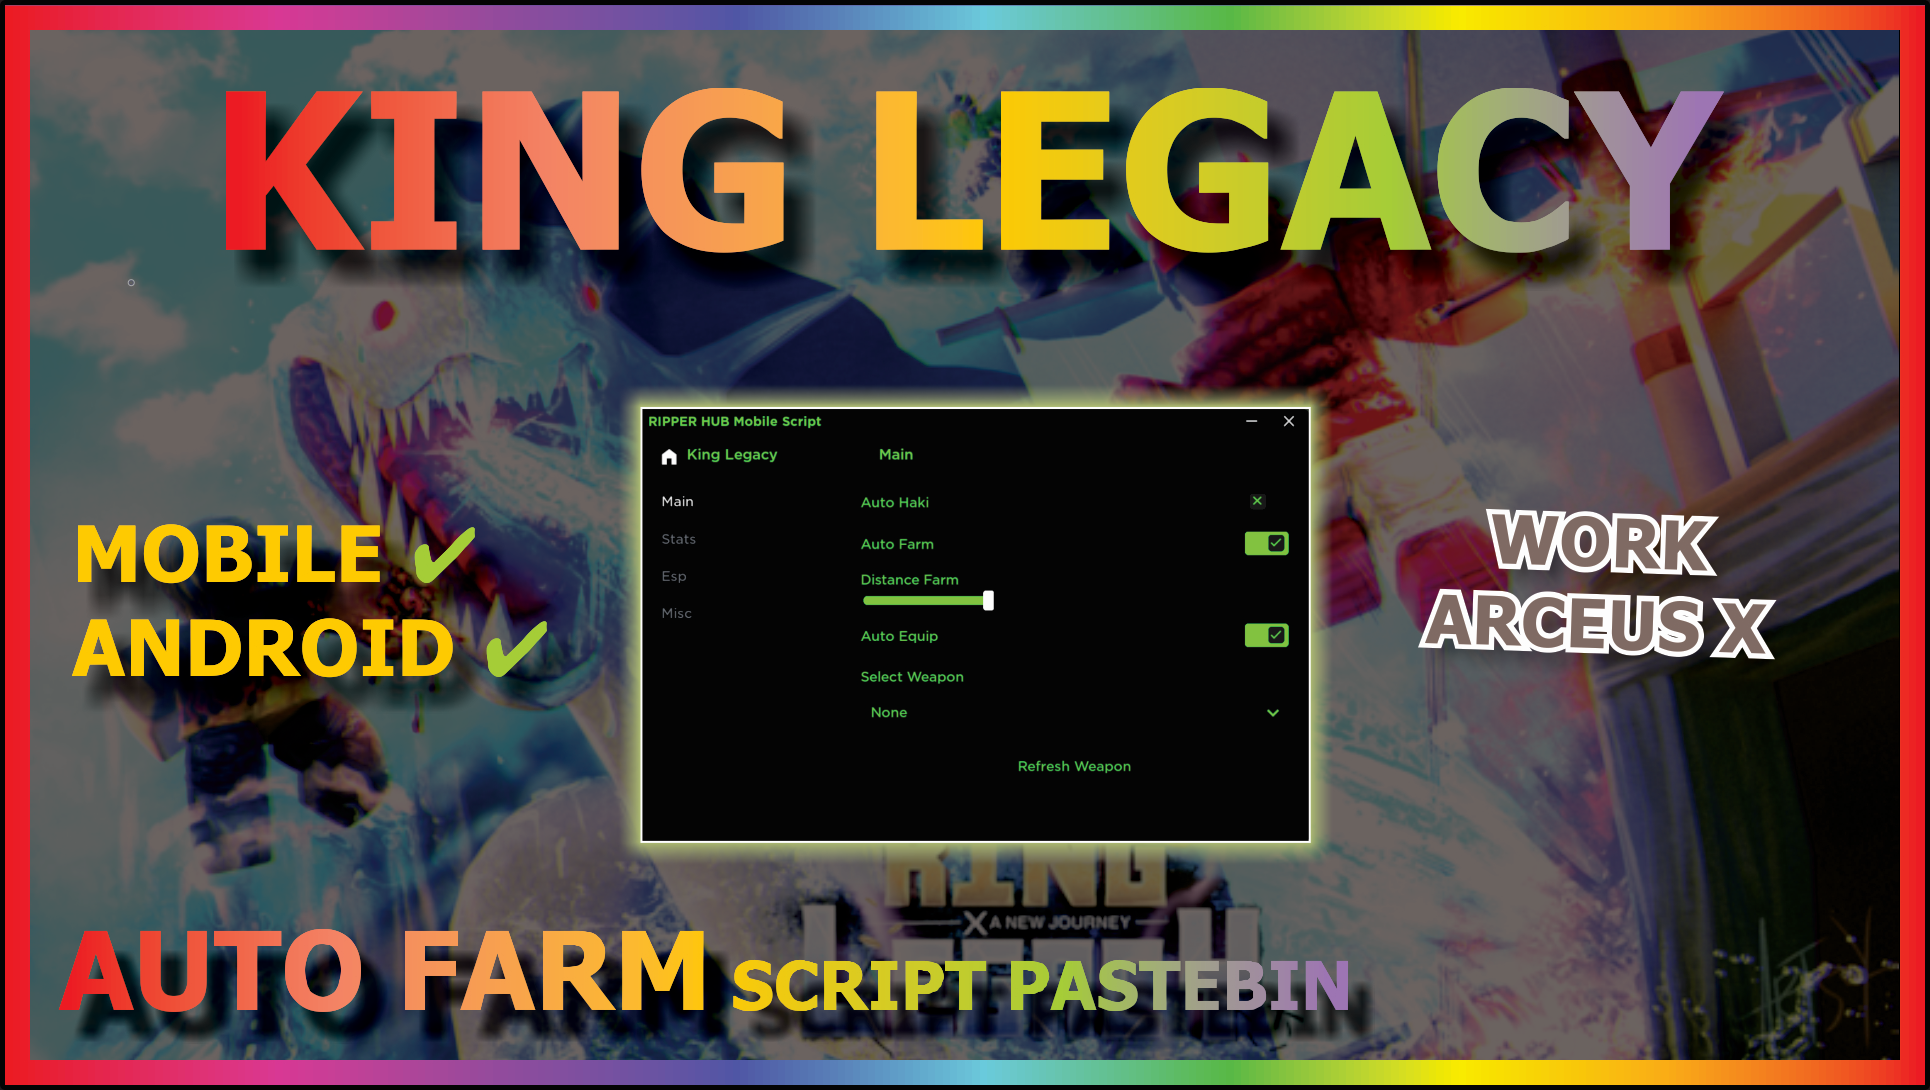 KING LEGACY
RIPPER HUB Mobile Script
King Legacy
Main
Main
Stats
Esp
Misc
Auto Haki
Auto Farm
Distance Farm
Auto Equip
Select Weapon
None
Refresh Weapon
MOBILE ✓
ANDROID ✓
WORK
ARCEUS X
KING
X A NEW JOURNEY
AUTO FARM SCRIPT PASTEBIN